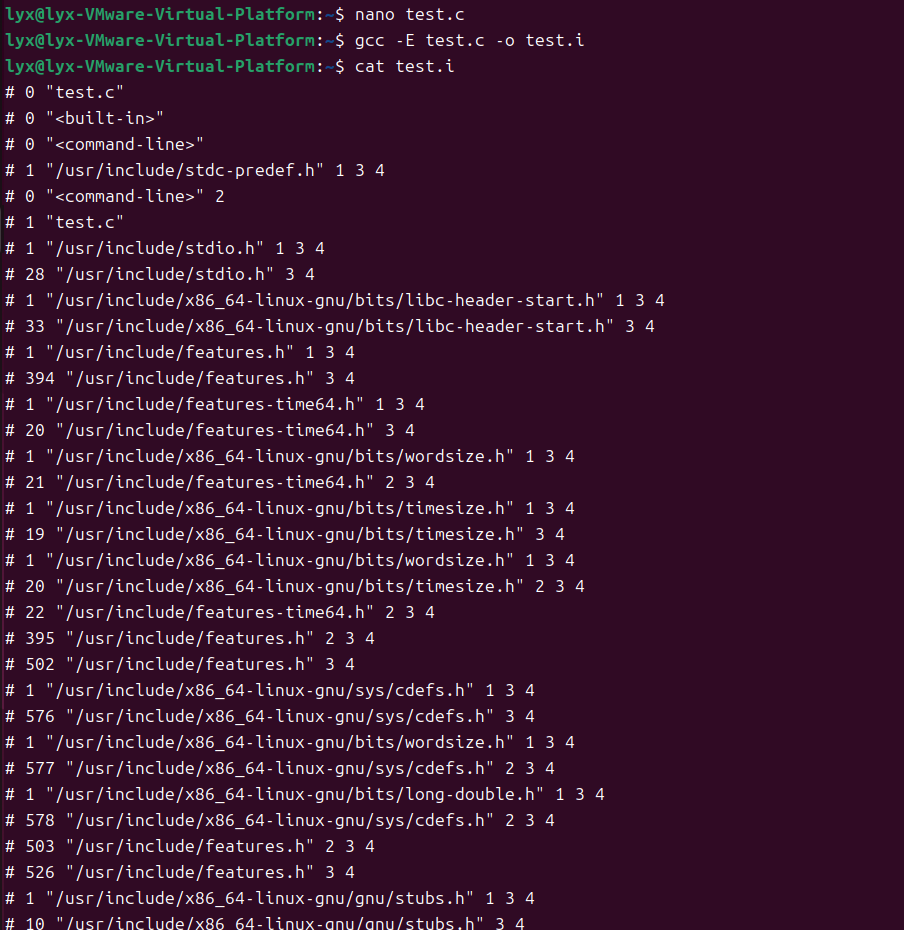 lyx@lyx-VMware-Virtual-Platform:~$ nano test.c
lyx@lyx-VMware-Virtual-Platform:~$ gcc -E test.c -o test.i
lyx@lyx-VMware-Virtual-Platform:~$ cat test.i
# 0 "test.c"
# 0 "<built-in>"
# 0 "<command-line>"
# 1 "/usr/include/stdc-predef.h" 1 3 4
# 0 "<command-line>" 2
# 1 "test.c"
# 1 "/usr/include/stdio.h" 1 3 4
# 28 "/usr/include/stdio.h" 3 4
# 1 "/usr/include/x86_64-linux-gnu/bits/libc-header-start.h" 1 3 4
# 33 "/usr/include/x86_64-linux-gnu/bits/libc-header-start.h" 3 4
# 1 "/usr/include/features.h" 1 3 4
# 394 "/usr/include/features.h" 3 4
# 1 "/usr/include/features-time64.h" 1 3 4
# 20 "/usr/include/features-time64.h" 3 4
# 1 "/usr/include/x86_64-linux-gnu/bits/wordsize.h" 1 3 4
# 21 "/usr/include/features-time64.h" 2 3 4
# 1 "/usr/include/x86_64-linux-gnu/bits/timesize.h" 1 3 4
# 19 "/usr/include/x86_64-linux-gnu/bits/timesize.h" 3 4
# 1 "/usr/include/x86_64-linux-gnu/bits/wordsize.h" 1 3 4
# 20 "/usr/include/x86_64-linux-gnu/bits/timesize.h" 2 3 4
# 22 "/usr/include/features-time64.h" 2 3 4
# 395 "/usr/include/features.h" 2 3 4
# 502 "/usr/include/features.h" 3 4
# 1 "/usr/include/x86_64-linux-gnu/sys/cdefs.h" 1 3 4
# 576 "/usr/include/x86_64-linux-gnu/sys/cdefs.h" 3 4
# 1 "/usr/include/x86_64-linux-gnu/bits/wordsize.h" 1 3 4
# 577 "/usr/include/x86_64-linux-gnu/sys/cdefs.h" 2 3 4
# 1 "/usr/include/x86_64-linux-gnu/bits/long-double.h" 1 3 4
# 578 "/usr/include/x86_64-linux-gnu/sys/cdefs.h" 2 3 4
# 503 "/usr/include/features.h" 2 3 4
# 526 "/usr/include/features.h" 3 4
# 1 "/usr/include/x86_64-linux-gnu/gnu/stubs.h" 1 3 4
# 10 "/usr/include/x86_64-linux-gnu/gnu/stubs.h" 3 4